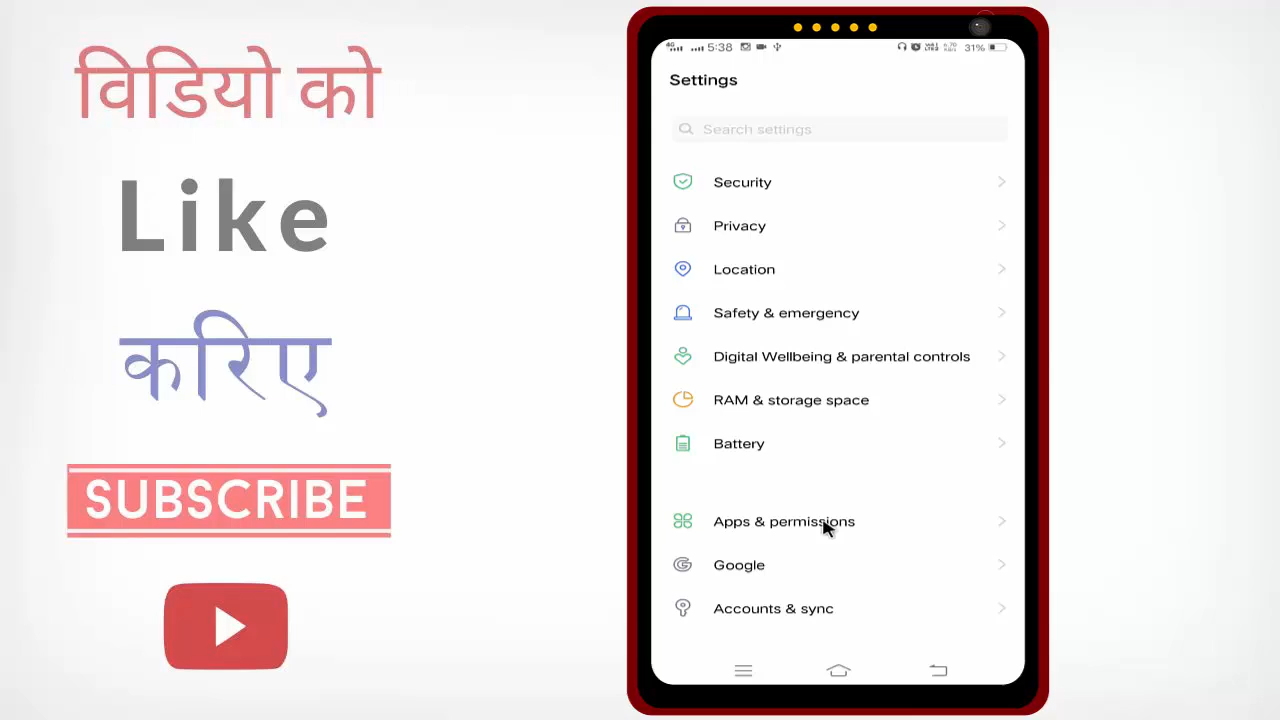 विडियो को
Like
करिए
SUBSCRIBE
5:38
31%
Settings
Search settings
Security
Privacy
Location
Safety & emergency
Digital Wellbeing & parental controls
RAM & storage space
Battery
Apps & permissions
Google
Accounts & sync